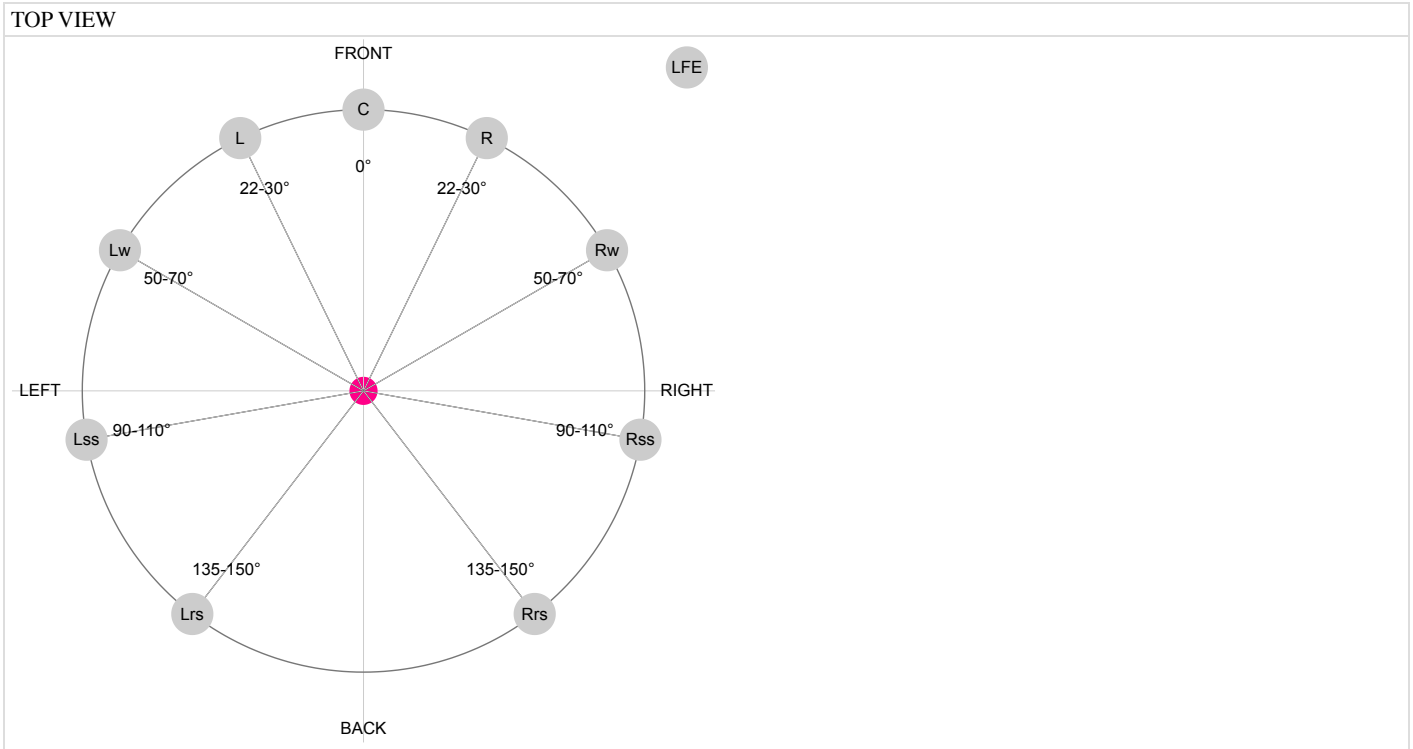 TOP VIEW
FRONT
LFE
C
L
R
0°
22-30°
22-30°
Lw
Rw
50-70°
50-70°
LEFT
RIGHT
Lss
90-110°
90-110°
Rss
135-150°
135-150°
Lrs
Rrs
BACK